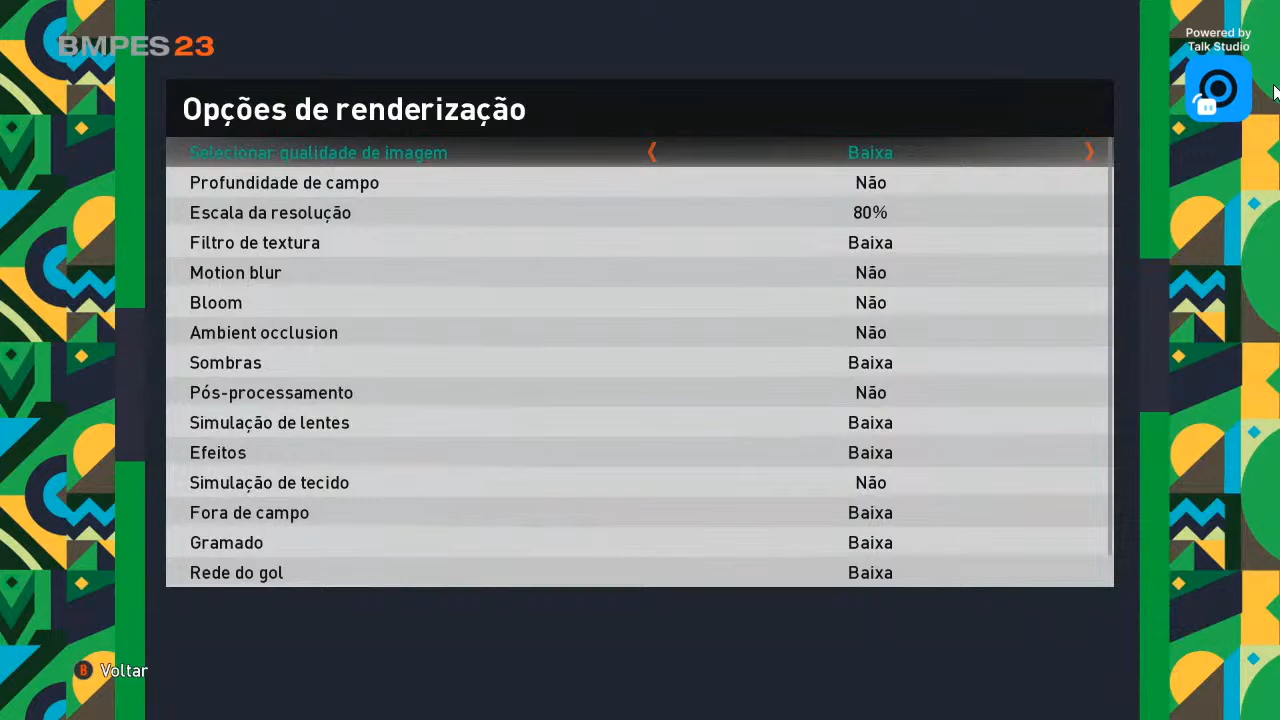 BMPES 23
Powered by
Talk Studio
Opções de renderização
Selecionar qualidade de imagem Baixa
Profundidade de campo Não
Escala da resolução 80%
Filtro de textura Baixa
Motion blur Não
Bloom Não
Ambient occlusion Não
Sombras Baixa
Pós-processamento Não
Simulação de lentes Baixa
Efeitos Baixa
Simulação de tecido Não
Fora de campo Baixa
Gramado Baixa
Rede do gol Baixa
B Voltar